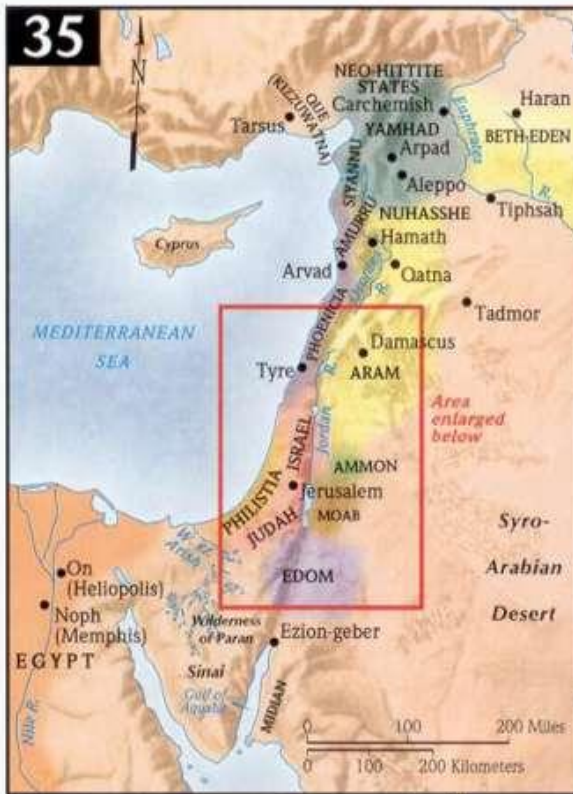 35
N
NEO-HITTITE
STATES
Carchemish
QUE
(KIZZUWATNA)
Tarsus
YAMHAD
Arpad
Aleppo
Euphrates
R.
Haran
BETH-EDEN
SIYANNU
NUHASSHE
Tiphsah
Cyprus
AMURRU
Hamath
Arvad
Orontes
R.
Qatna
Tadmor
MEDITERRANEAN
SEA
PHOENICIA
Damascus
Tyre
R.
ARAM
Area
enlarged
below
Jordan
ISRAEL
AMMON
PHILISTIA
Jerusalem
JUDAH
MOAB
Syro-
Arabian
Desert
W. el-
Arish
On
(Heliopolis)
EDOM
Noph
(Memphis)
Wilderness
of Paran
Ezion-geber
EGYPT
Sinai
Gulf of
Aqaba
MIDIAN
Nile R.
0 100 200 Miles
0 100 200 Kilometers